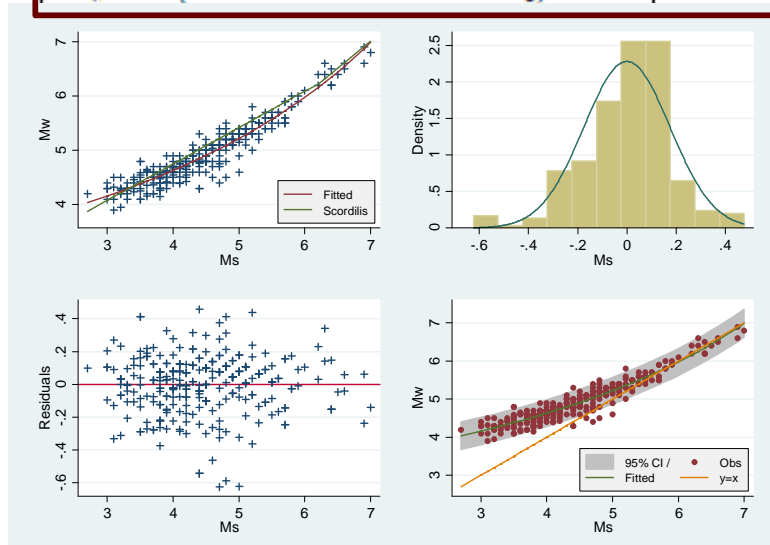 7
6
5
4
Mw
3 4 5 6 7
Ms
Fitted
Scordilis
2.5
2
1.5
1
.5
0
Density
-.6 -.4 -.2 0 .2 .4
Ms
.4
.2
0
-.2
-.4
-.6
Residuals
3 4 5 6 7
Ms
7
6
5
4
3
Mw
3 4 5 6 7
Ms
95% CI / Obs
Fitted y=x